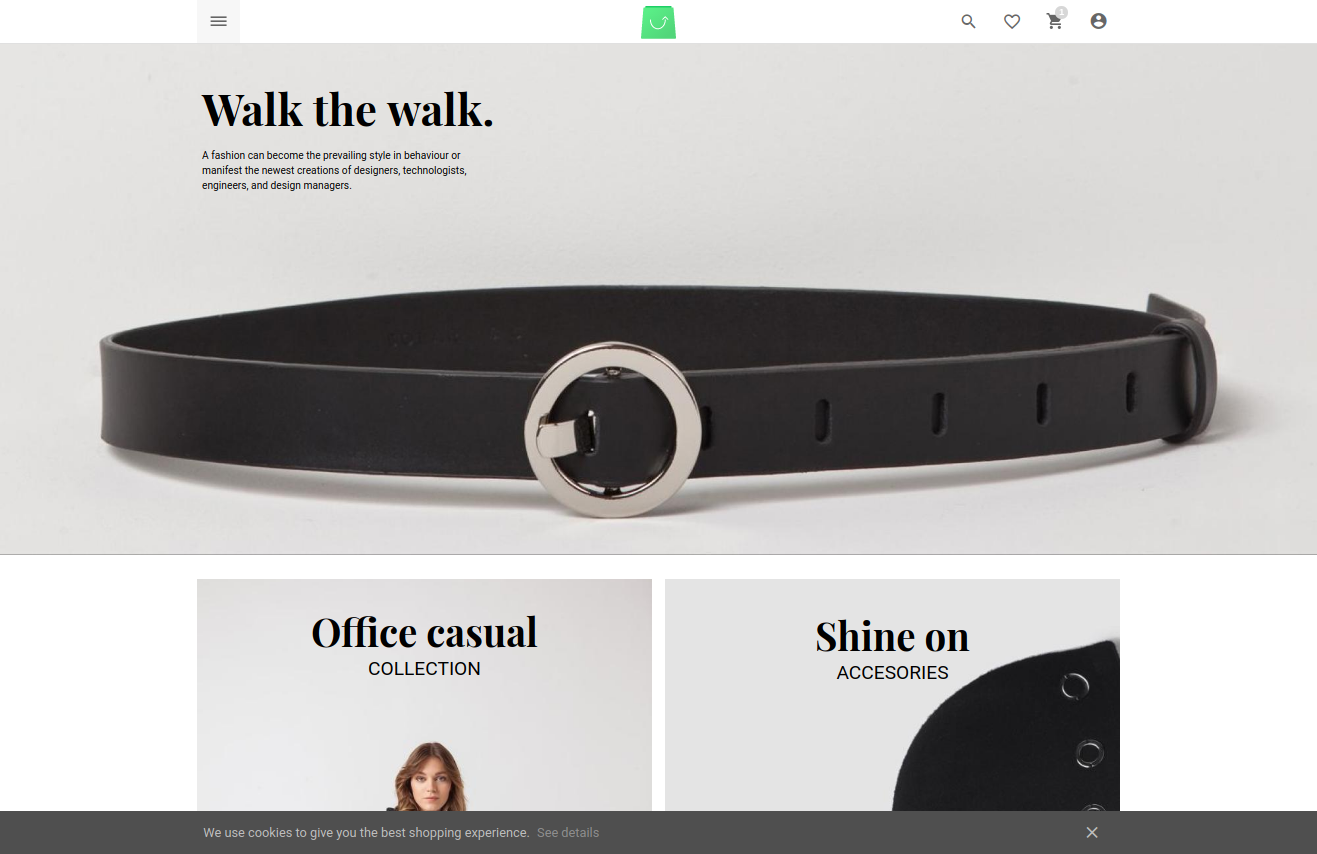 1
Walk the walk.
A fashion can become the prevailing style in behaviour or
manifest the newest creations of designers, technologists,
engineers, and design managers.
Office casual
COLLECTION
Shine on
ACCESORIES
We use cookies to give you the best shopping experience. See details